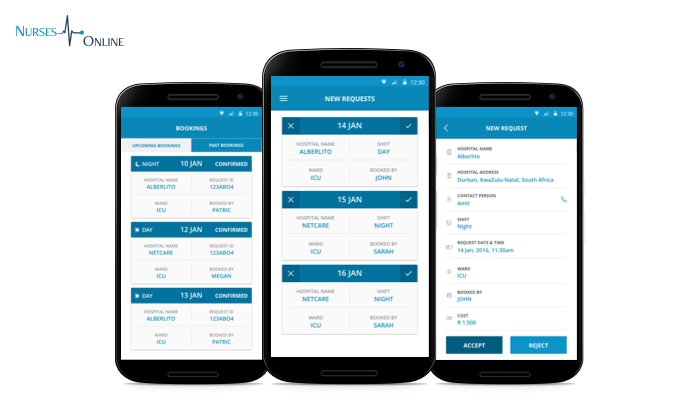 NURSES
ONLINE
12:30
BOOKINGS
UPCOMING BOOKINGS PAST BOOKINGS
NIGHT 10 JAN CONFIRMED
HOSPITAL NAME REQUEST ID
ALBERLITO 123ABO4
WARD BOOKED BY
ICU PATRIC
DAY 12 JAN CONFIRMED
HOSPITAL NAME REQUEST ID
NETCARE 123ABO4
WARD BOOKED BY
ICU MEGAN
DAY 13 JAN CONFIRMED
HOSPITAL NAME REQUEST ID
ALBERLITO 123ABO4
WARD BOOKED BY
ICU PATRIC
12:30
NEW REQUESTS
14 JAN
HOSPITAL NAME SHIFT
ALBERLITO DAY
WARD BOOKED BY
ICU JOHN
15 JAN
HOSPITAL NAME SHIFT
NETCARE NIGHT
WARD BOOKED BY
ICU SARAH
16 JAN
HOSPITAL NAME SHIFT
NETCARE NIGHT
WARD BOOKED BY
ICU SARAH
12:30
NEW REQUEST
HOSPITAL NAME
Alberlito
HOSPITAL ADDRESS
Durban, KwaZulu-Natal, South Africa
CONTACT PERSON
Amit
SHIFT
Night
REQUEST DATE & TIME
14 Jan, 2016, 11:30am
WARD
ICU
BOOKED BY
JOHN
COST
R 1,500
ACCEPT REJECT